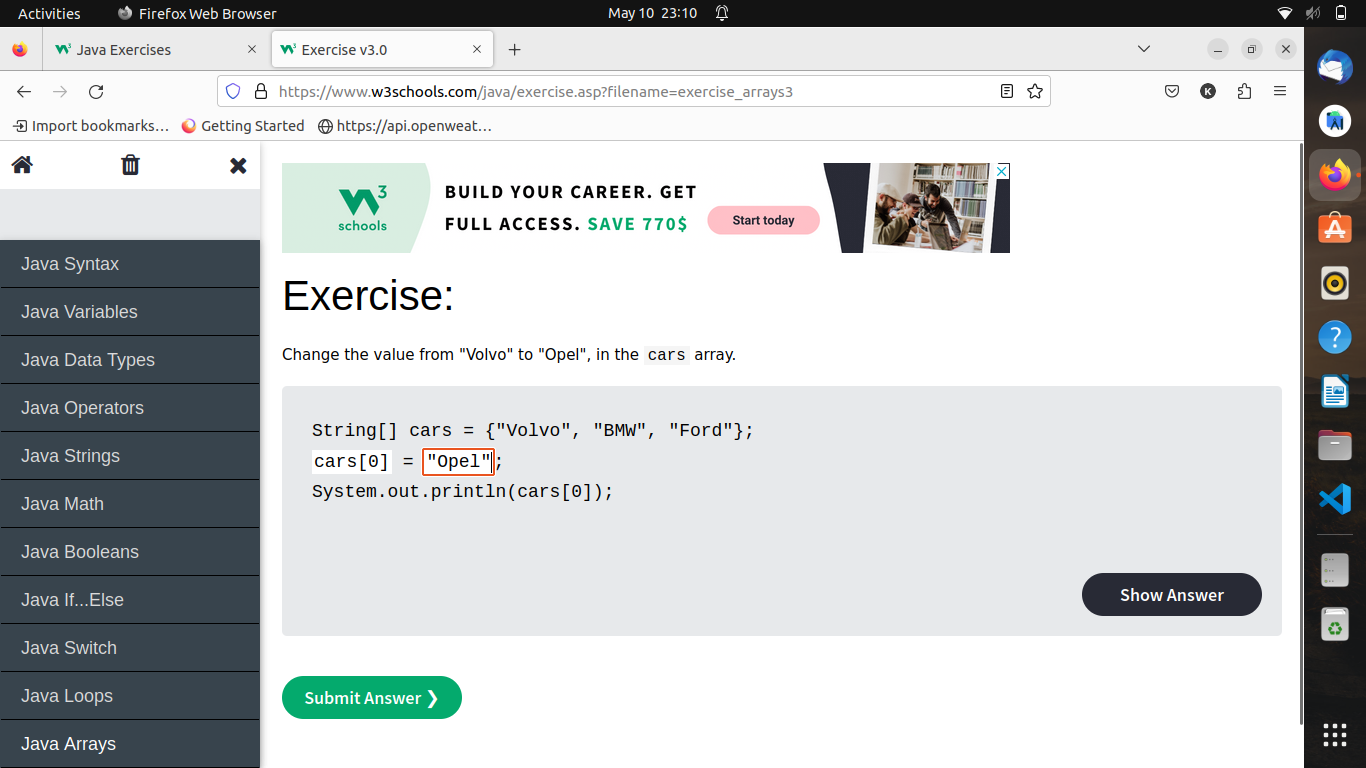 Activities
Firefox Web Browser
May 10 23:10
Java Exercises
Exercise v3.0
https://www.w3schools.com/java/exercise.asp?filename=exercise_arrays3
K
Import bookmarks…
Getting Started
https://api.openweat…
Java Syntax
Java Variables
Java Data Types
Java Operators
Java Strings
Java Math
Java Booleans
Java If...Else
Java Switch
Java Loops
Java Arrays
W3
schools
BUILD YOUR CAREER. GET
FULL ACCESS. SAVE 770$
Start today
Exercise:
Change the value from "Volvo" to "Opel", in the cars array.
String[] cars = {"Volvo", "BMW", "Ford"};
cars[0] = "Opel";
System.out.println(cars[0]);
Show Answer
Submit Answer ❯